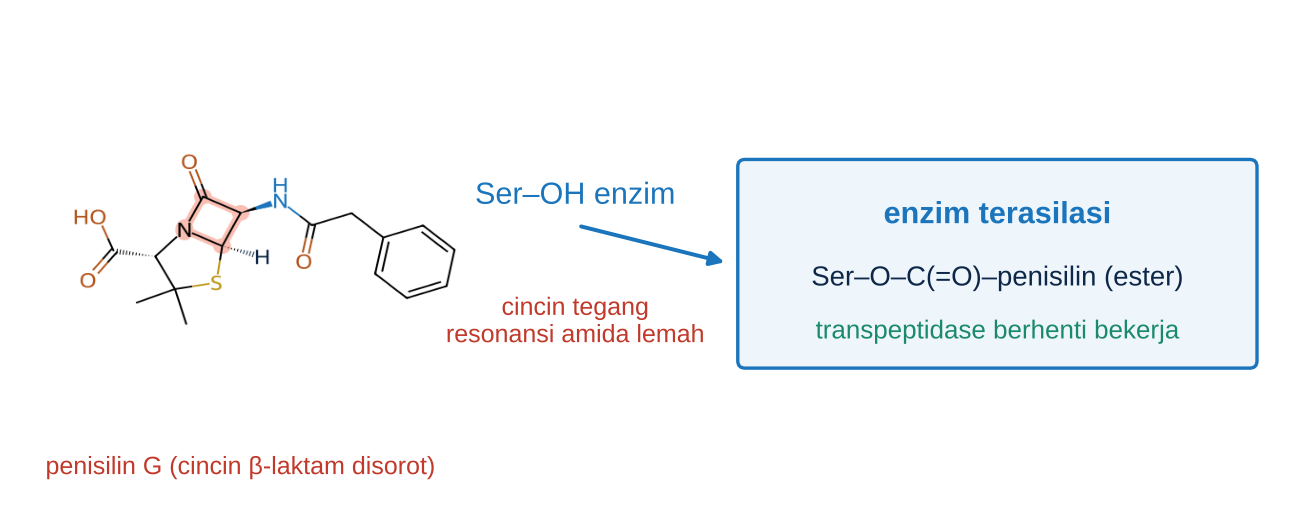 O
H
N
HO
N
H
O
O
S
Ser–OH enzim
cincin tegang
resonansi amida lemah
enzim terasilasi
Ser–O–C(=O)–penisilin (ester)
transpeptidase berhenti bekerja
penisilin G (cincin β-laktam disorot)